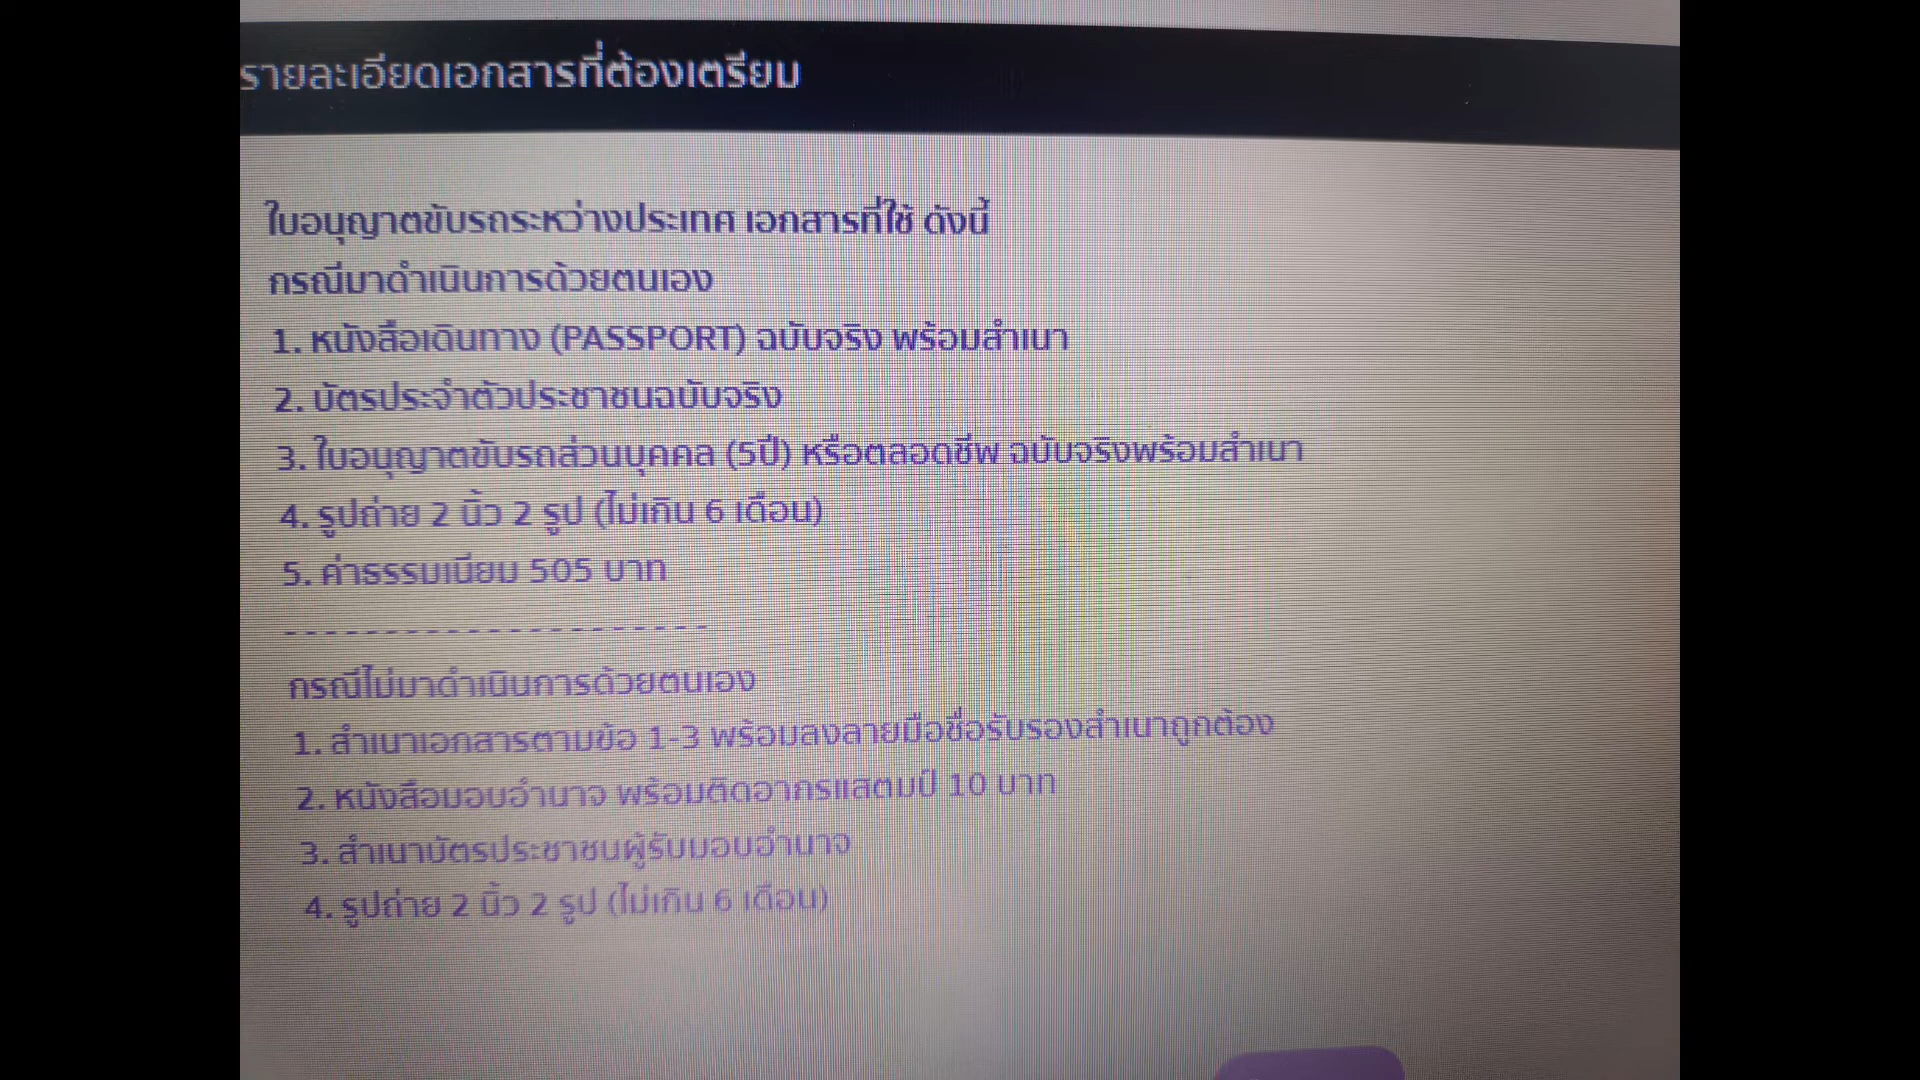 รายละเอียดเอกสารที่ต้องเตรียม
ใบอนุญาตขับรถระหว่างประเทศ เอกสารที่ใช้ ดังนี้
กรณีมาดำเนินการด้วยตนเอง
1. หนังสือเดินทาง (PASSPORT) ฉบับจริง พร้อมสำเนา
2. บัตรประจำตัวประชาชนฉบับจริง
3. ใบอนุญาตขับรถส่วนบุคคล (5ปี) หรือตลอดชีพ ฉบับจริงพร้อมสำเนา
4. รูปถ่าย 2 นิ้ว 2 รูป (ไม่เกิน 6 เดือน)
5. ค่าธรรมเนียม 505 บาท
---------------------
กรณีไม่มาดำเนินการด้วยตนเอง
1. สำเนาเอกสารตามข้อ 1-3 พร้อมลงลายมือชื่อรับรองสำเนาถูกต้อง
2. หนังสือมอบอำนาจ พร้อมติดอากรแสตมป์ 10 บาท
3. สำเนาบัตรประชาชนผู้รับมอบอำนาจ
4. รูปถ่าย 2 นิ้ว 2 รูป (ไม่เกิน 6 เดือน)